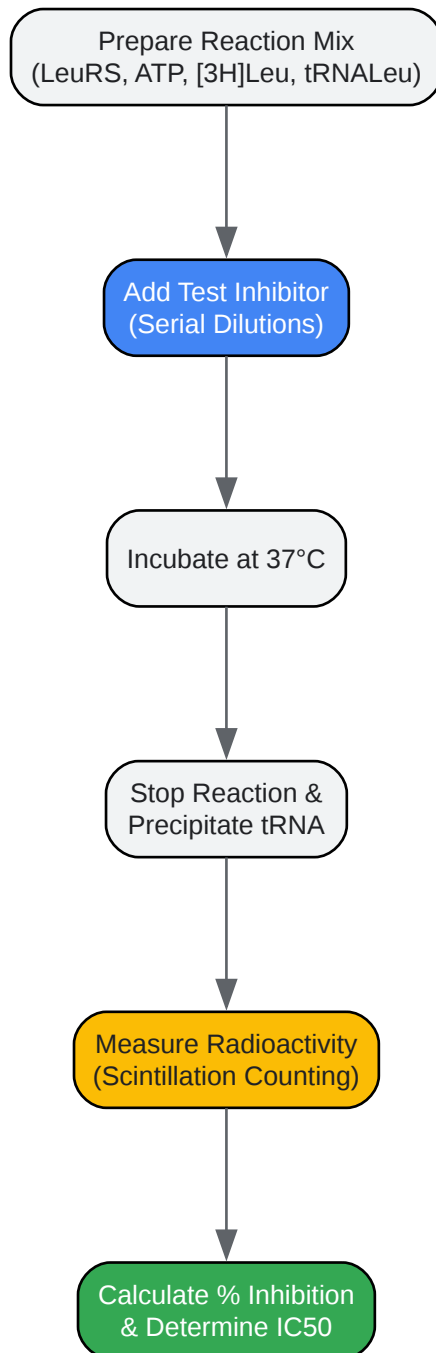 Prepare Reaction Mix
(LeuRS, ATP, [3H]Leu, tRNALeu)
Add Test Inhibitor
(Serial Dilutions)
Incubate at 37°C
Stop Reaction &
Precipitate tRNA
Measure Radioactivity
(Scintillation Counting)
Calculate % Inhibition
& Determine IC50